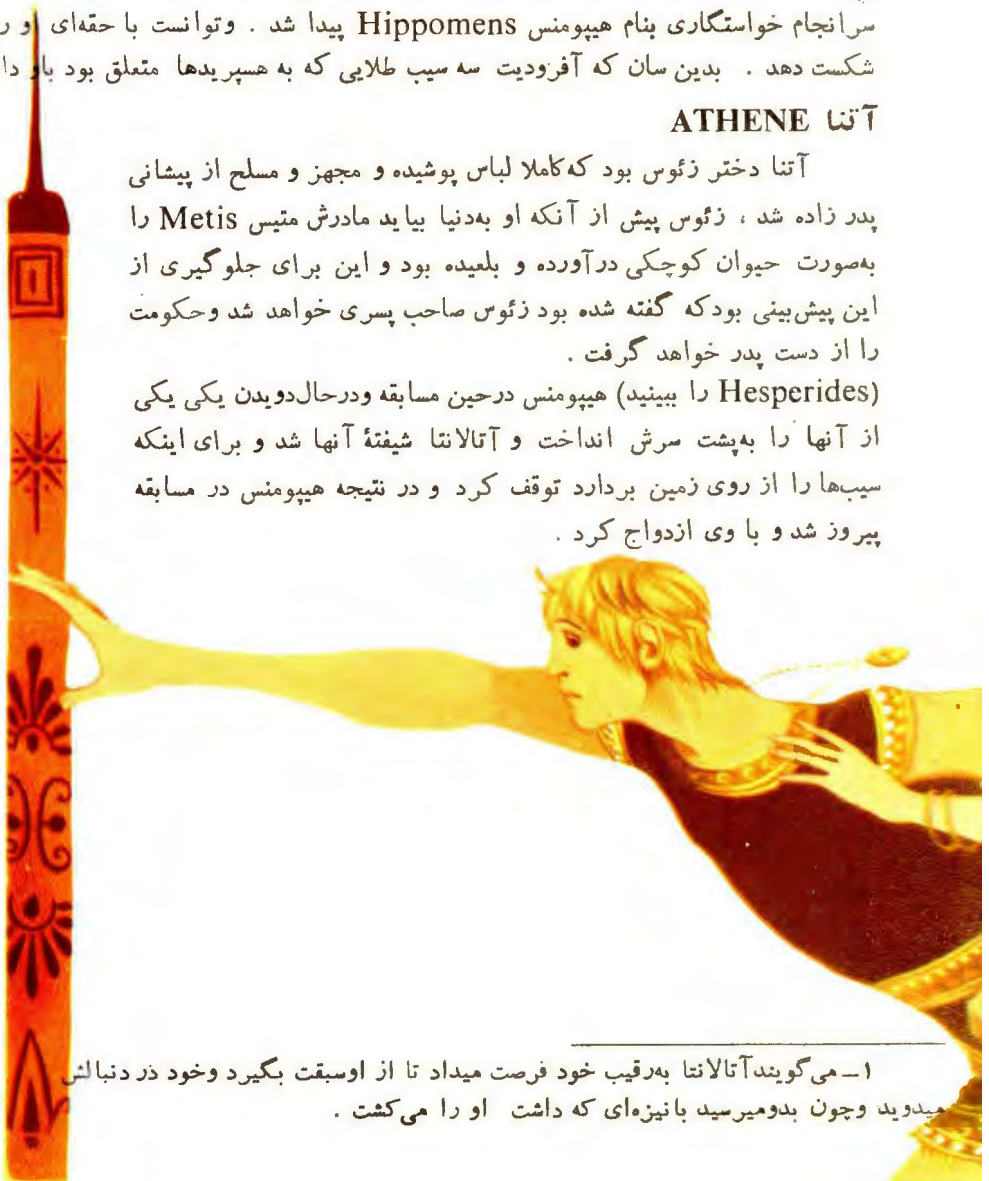 سرانجام خواستگاری بنام هیپومنس Hippomens پیدا شد . وتوانست با حقه‌ای او ر
شکست دهد . بدین سان که آفرودیت سه سیب طلایی که به هسپریدها متعلق بود باو دا
آتنا ATHENE
آتنا دختر زئوس بود که کاملا لباس پوشیده و مجهز و مسلح از پیشانی
پدر زاده شد ، زئوس پیش از آنکه او به‌دنیا بیاید مادرش متیس Metis را
به‌صورت حیوان کوچکی درآورده و بلعیده بود و این برای جلوگیری از
این پیش‌بینی بود که گفته شده بود زئوس صاحب پسری خواهد شد وحکومت
را از دست پدر خواهد گرفت .
(Hesperides را ببینید) هیپومنس درحین مسابقه ودرحال‌دویدن یکی یکی
از آنها را به‌پشت سرش انداخت و آتالانتا شیفتهٔ آنها شد و برای اینکه
سیب‌ها را از روی زمین بردارد توقف کرد و در نتیجه هیپومنس در مسابقه
پیروز شد و با وی ازدواج کرد .
۱ــ می‌گویند آتالانتا به‌رقیب خود فرصت میداد تا از اوسبقت بگیرد وخود در دنبالش
میدوید وچون بدومیرسید بانیزه‌ای که داشت او را می‌کشت .